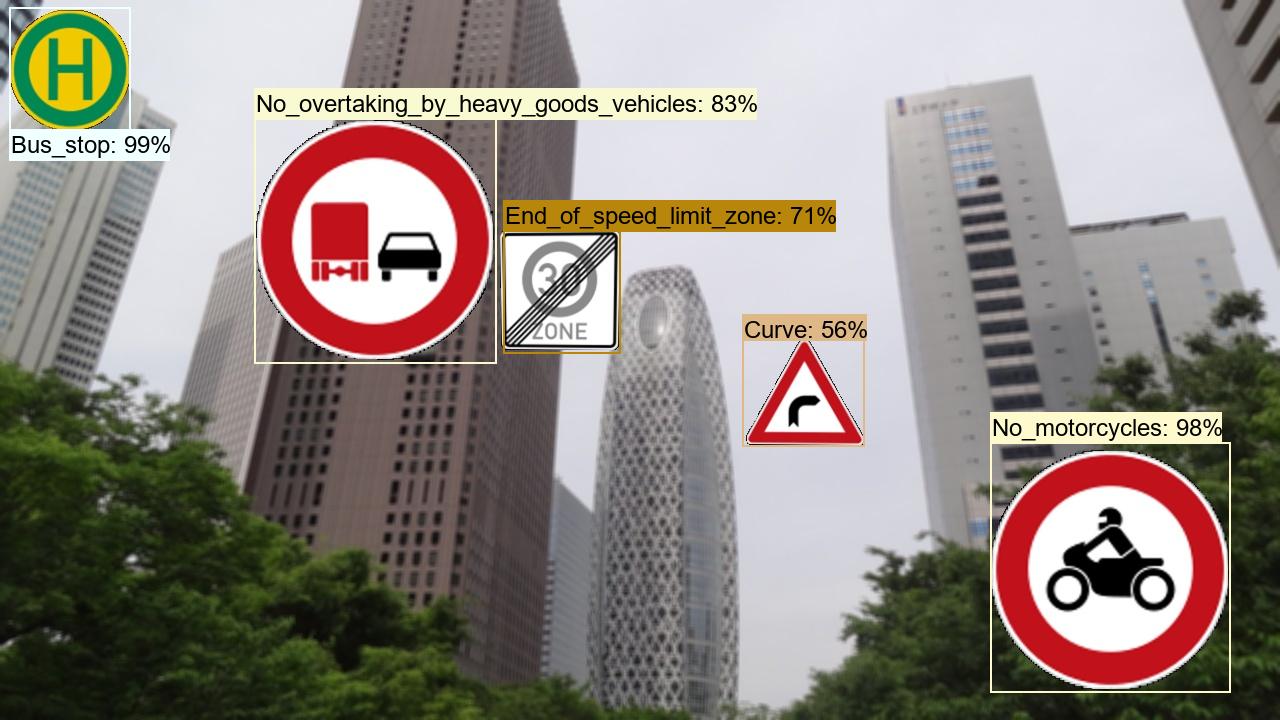 H
Bus_stop: 99%
No_overtaking_by_heavy_goods_vehicles: 83%
End_of_speed_limit_zone: 71%
30
ZONE
Curve: 56%
No_motorcycles: 98%